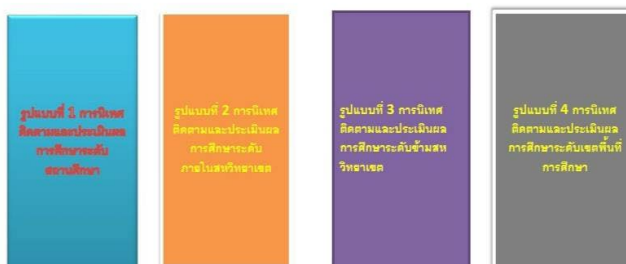 รูปแบบที่ 1 การนิเทศ
ติดตามและประเมินผล
การศึกษาระดับ
สถานศึกษา
รูปแบบที่ 2 การนิเทศ
ติดตามและประเมินผล
การศึกษาระดับ
ภายในสหวิทยาเขต
รูปแบบที่ 3 การนิเทศ
ติดตามและประเมินผล
การศึกษาระดับข้ามสห
วิทยาเขต
รูปแบบที่ 4 การนิเทศ
ติดตามและประเมินผล
การศึกษาระดับเขตพื้นที่
การศึกษา